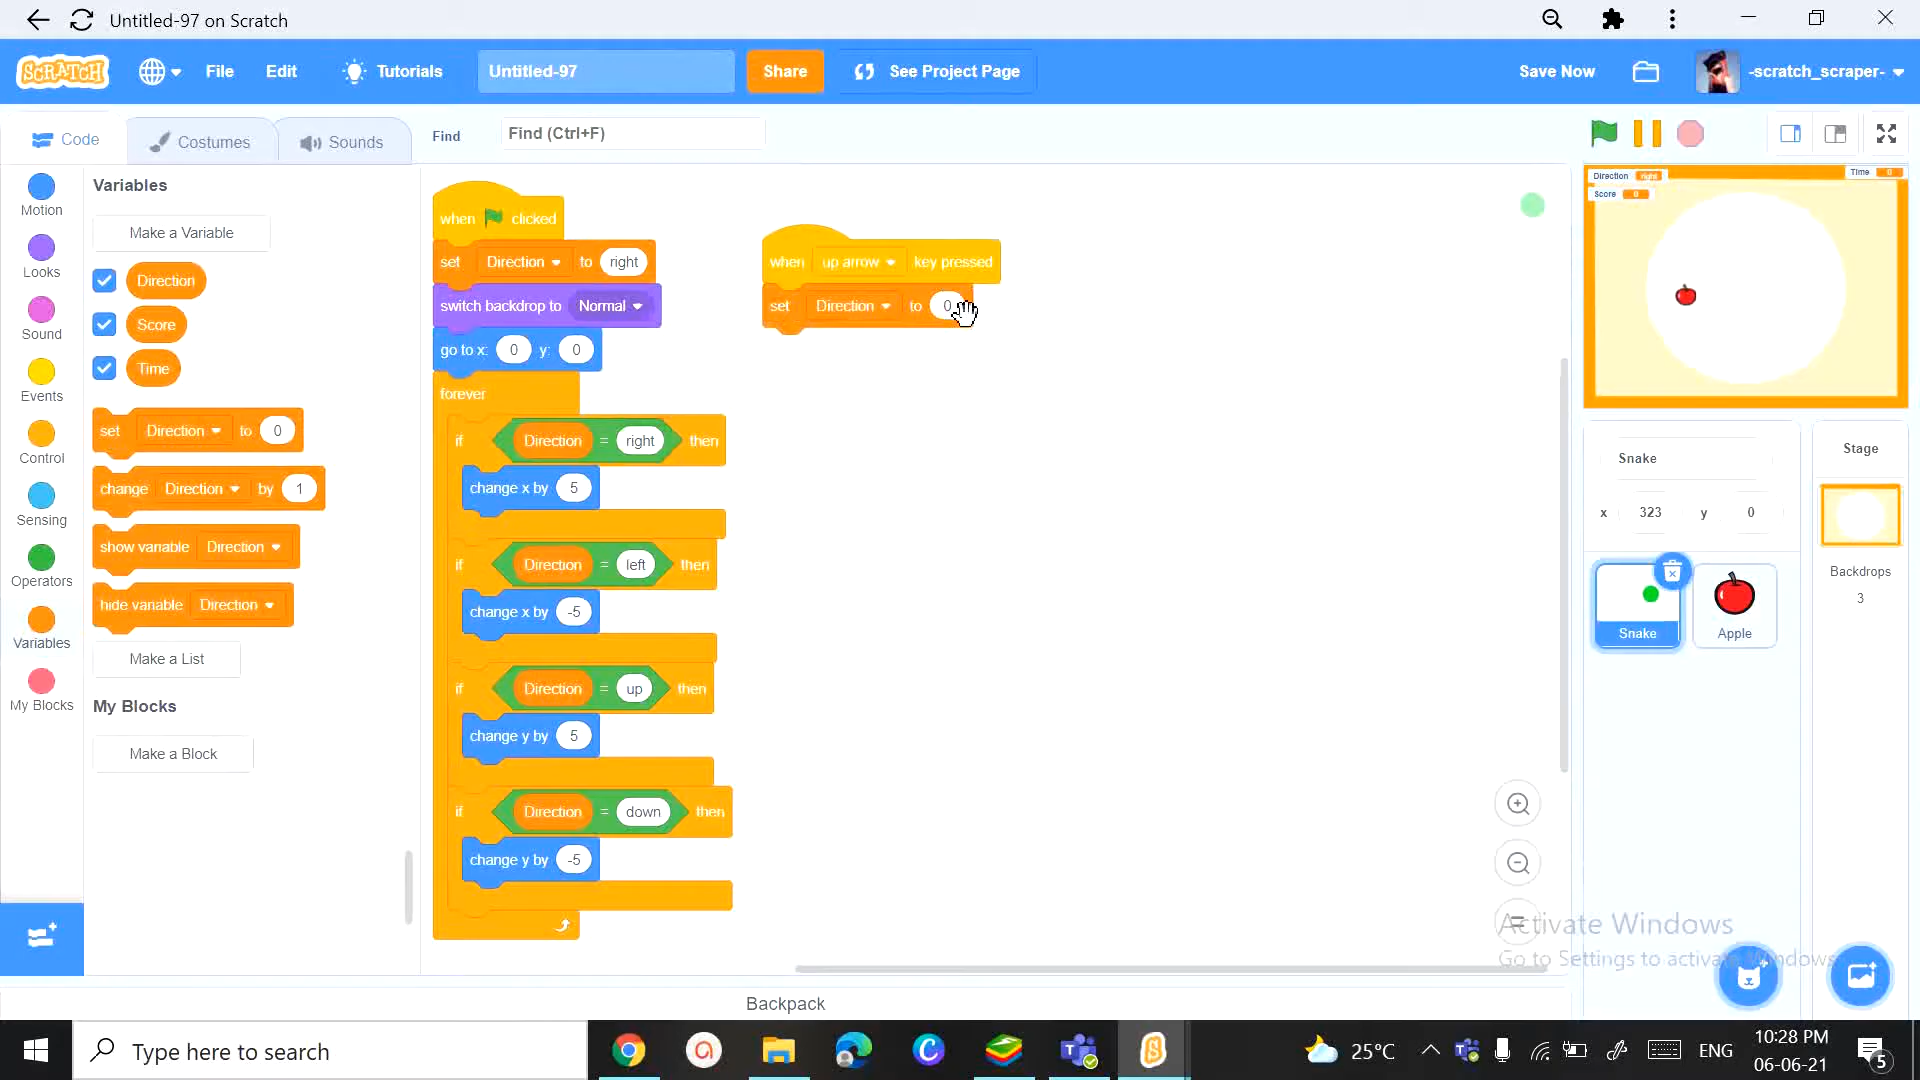 Untitled-97 on Scratch
SCRATCH
File
Edit
Tutorials
Untitled-97
Share
See Project Page
Save Now
-scratch_scraper-
Code
Costumes
Sounds
Find
Find (Ctrl+F)
Motion
Looks
Sound
Events
Control
Sensing
Operators
Variables
My Blocks
Variables
Make a Variable
Direction
Score
Time
set Direction to 0
change Direction by 1
show variable Direction
hide variable Direction
Make a List
My Blocks
Make a Block
when clicked
set Direction to right
switch backdrop to Normal
go to x: 0 y: 0
forever
if Direction = right then
change x by 5
if Direction = left then
change x by -5
if Direction = up then
change y by 5
if Direction = down then
change y by -5
when up arrow key pressed
set Direction to 0
Direction right
Score 0
Time 0
Snake
x 323 y 0
Snake
Apple
Stage
Backdrops
3
Activate Windows
Go to Settings to activate Windows.
Backpack
Type here to search
25°C
ENG
10:28 PM
06-06-21
5